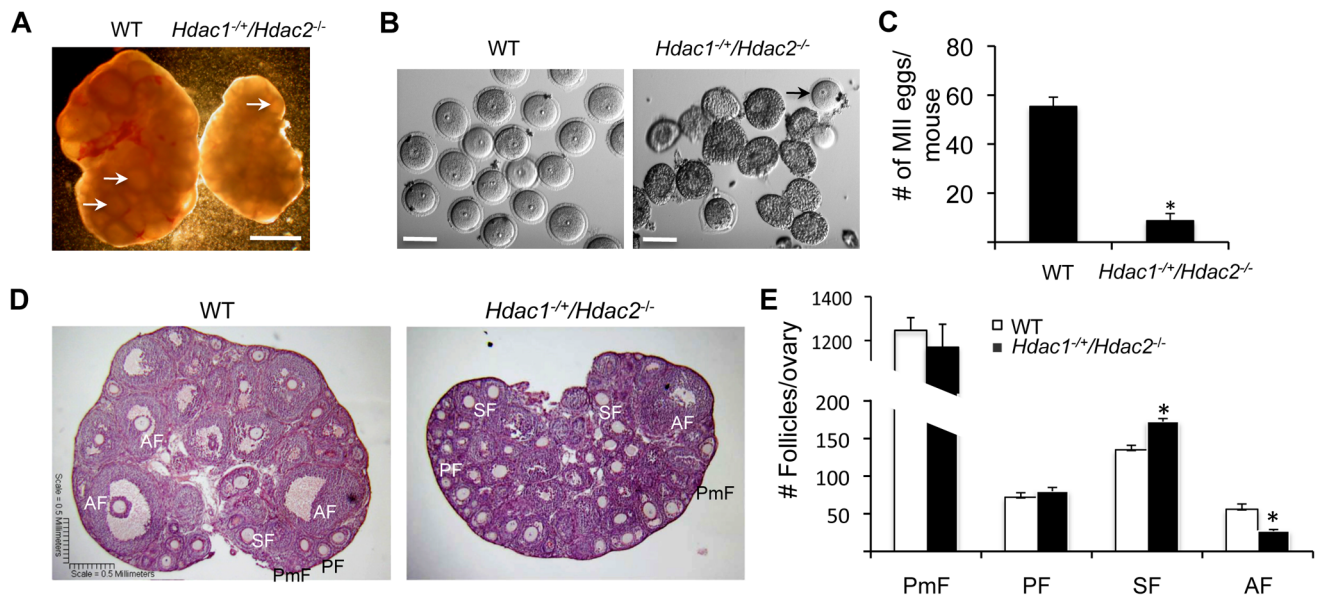 A
WT
Hdac1-/+/Hdac2-/-
B
WT
Hdac1-/+/Hdac2-/-
C
# of MII eggs/
mouse
80
60
40
20
*
WT
Hdac1-/+/Hdac2-/-
D
WT
Hdac1-/+/Hdac2-/-
AF
AF
AF
SF
PF
PmF
Scale = 0.5 Millimeters
Scale = 0.5 Millimeters
SF
SF
AF
PF
PmF
E
# Follicles/ovary
1400
1200
200
150
100
50
WT
Hdac1-/+/Hdac2-/-
*
*
PmF
PF
SF
AF